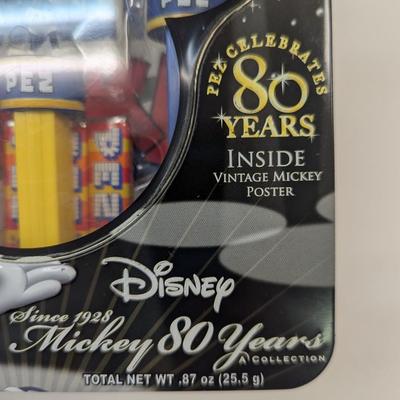 PEZ
PEZ CELEBRATES
80
YEARS
INSIDE
VINTAGE MICKEY
POSTER
PEZ
PEZ
DISNEY
Since 1928
Mickey 80 Years
A COLLECTION
TOTAL NET WT .87 oz (25.5 g)